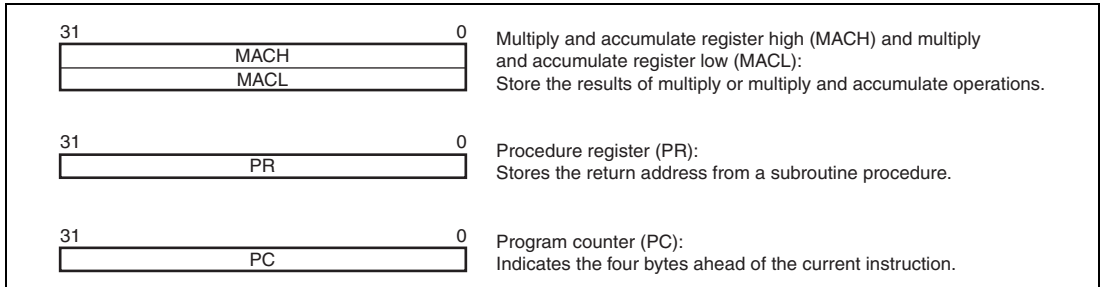 31 0
MACH
MACL
Multiply and accumulate register high (MACH) and multiply
and accumulate register low (MACL):
Store the results of multiply or multiply and accumulate operations.
31 0
PR
Procedure register (PR):
Stores the return address from a subroutine procedure.
31 0
PC
Program counter (PC):
Indicates the four bytes ahead of the current instruction.